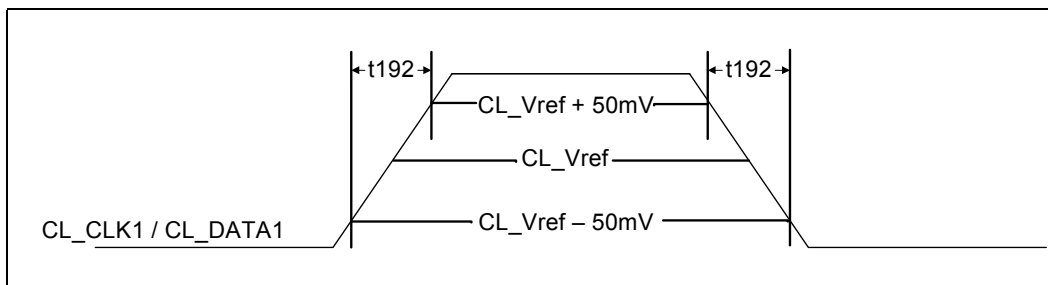 t192 t192
CL_Vref + 50mV
CL_Vref
CL_Vref – 50mV
CL_CLK1 / CL_DATA1